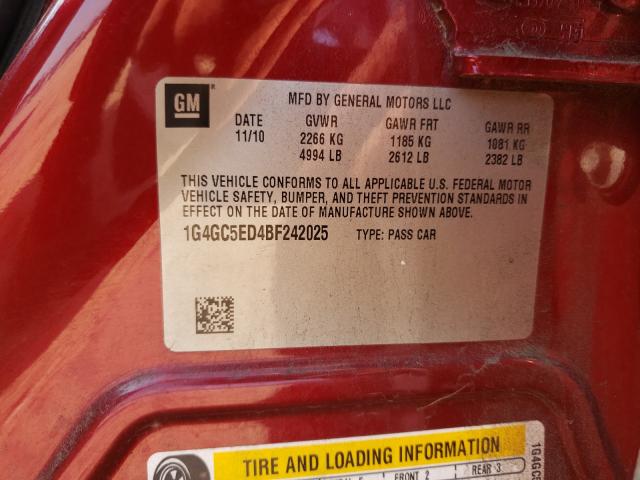 GM
MFD BY GENERAL MOTORS LLC
DATE GVWR GAWR FRT GAWR RR
11/10 2266 KG 1185 KG 1081 KG
4994 LB 2612 LB 2382 LB
THIS VEHICLE CONFORMS TO ALL APPLICABLE U.S. FEDERAL MOTOR
VEHICLE SAFETY, BUMPER, AND THEFT PREVENTION STANDARDS IN
EFFECT ON THE DATE OF MANUFACTURE SHOWN ABOVE.
1G4GC5ED4BF242025 TYPE: PASS CAR
TIRE AND LOADING INFORMATION
FRONT 2 REAR 3
1G4GC5